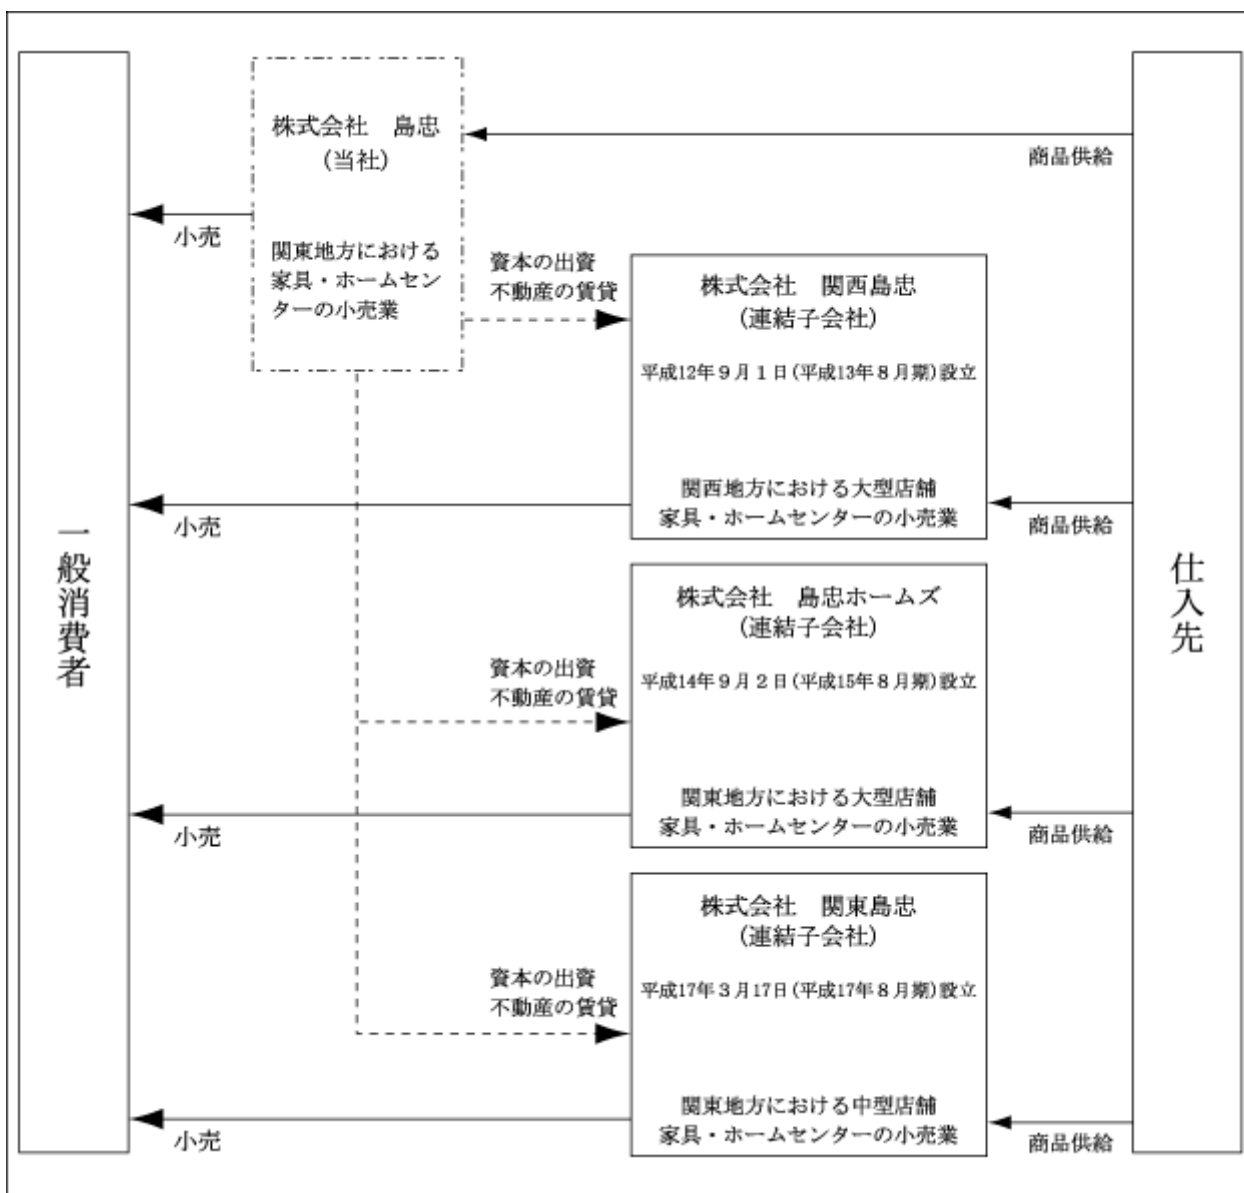 株式会社　島忠
(当社)
関東地方における
家具・ホームセン
ターの小売業
商品供給
小売
資本の出資
不動産の賃貸
株式会社　関西島忠
(連結子会社)
平成12年９月１日(平成13年８月期)設立
関西地方における大型店舗
家具・ホームセンターの小売業
小売
商品供給
一般消費者
仕入先
株式会社　島忠ホームズ
(連結子会社)
資本の出資
不動産の賃貸
平成14年９月２日(平成15年８月期)設立
関東地方における大型店舗
家具・ホームセンターの小売業
小売
商品供給
株式会社　関東島忠
(連結子会社)
資本の出資
不動産の賃貸
平成17年３月17日(平成17年８月期)設立
関東地方における中型店舗
家具・ホームセンターの小売業
小売
商品供給